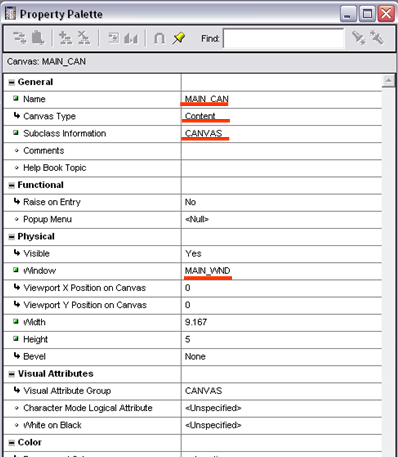 Property Palette
Find:
Canvas: MAIN_CAN
General
Name MAIN_CAN
Canvas Type Content
Subclass Information CANVAS
Comments
Help Book Topic
Functional
Raise on Entry No
Popup Menu <Null>
Physical
Visible Yes
Window MAIN_WND
Viewport X Position on Canvas 0
Viewport Y Position on Canvas 0
Width 9.167
Height 5
Bevel None
Visual Attributes
Visual Attribute Group CANVAS
Character Mode Logical Attribute <Unspecified>
White on Black <Unspecified>
Color